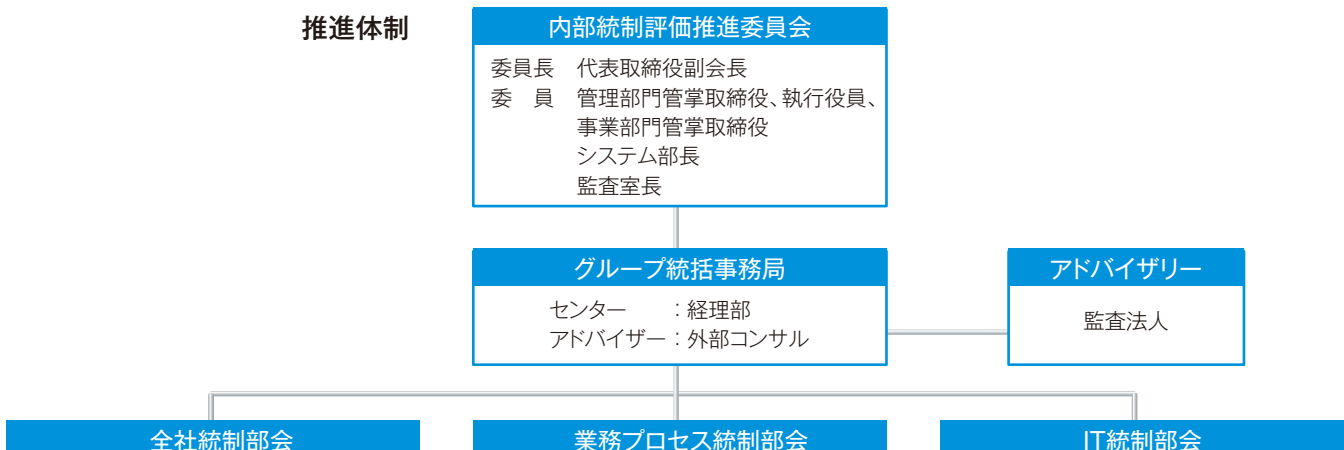 推進体制
内部統制評価推進委員会
委員長 代表取締役副会長
委 員 管理部門管掌取締役、執行役員、
事業部門管掌取締役
システム部長
監査室長
グループ統括事務局
センター ：経理部
アドバイザー：外部コンサル
アドバイザリー
監査法人
全社統制部会
業務プロセス統制部会
IT統制部会